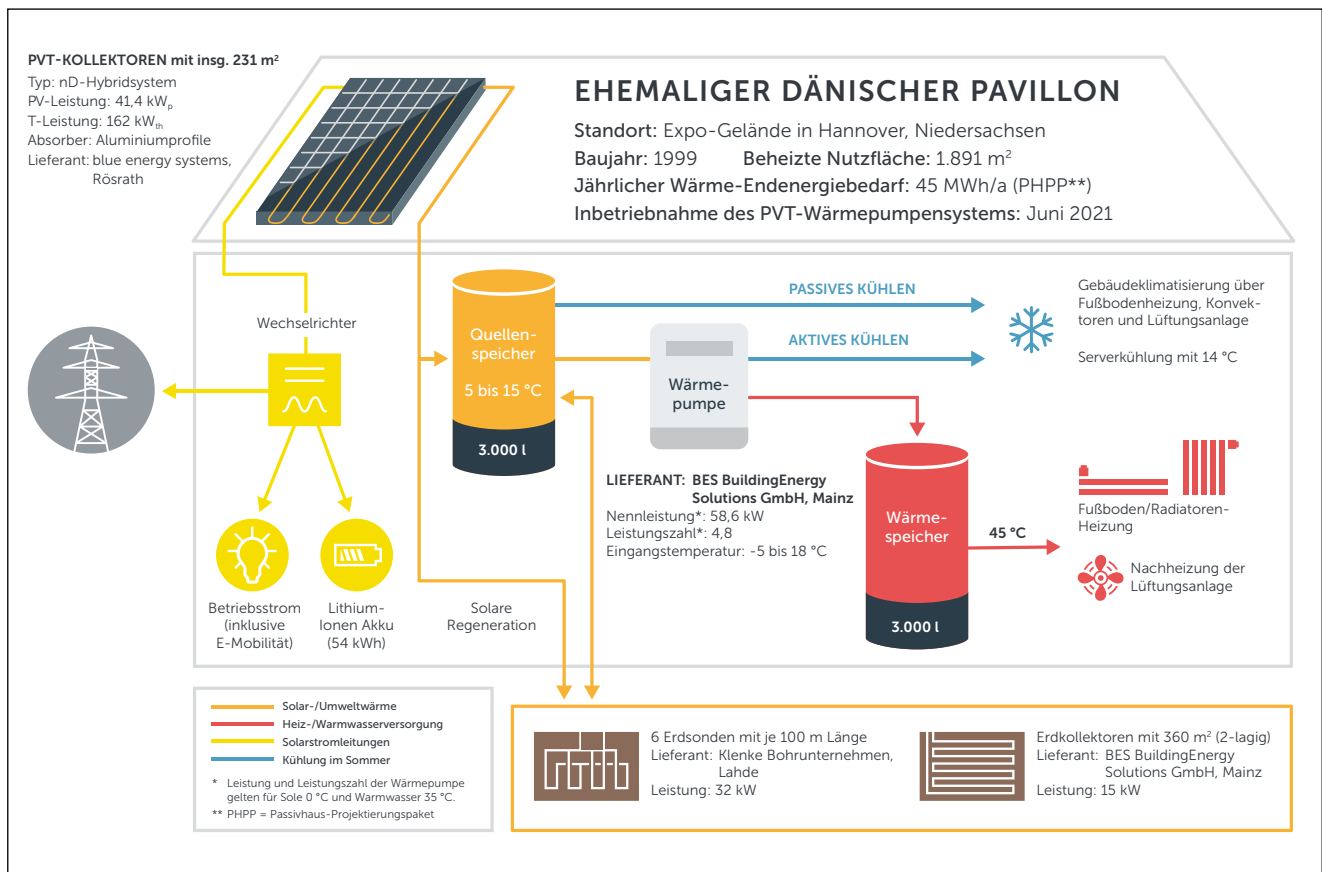 PVT-KOLLEKTOREN mit insg. 231 m²
Typ: nD-Hybridsystem
PV-Leistung: 41,4 kWₚ
T-Leistung: 162 kWₜₕ
Absorber: Aluminiumprofile
Lieferant: blue energy systems,
Rösrath
EHEMALIGER DÄNISCHER PAVILLON
Standort: Expo-Gelände in Hannover, Niedersachsen
Baujahr: 1999 Beheizte Nutzfläche: 1.891 m²
Jährlicher Wärme-Endenergiebedarf: 45 MWh/a (PHPP**)
Inbetriebnahme des PVT-Wärmepumpensystems: Juni 2021
Wechselrichter
Quellen-
speicher
5 bis 15 °C
3.000 l
PASSIVES KÜHLEN
AKTIVES KÜHLEN
Wärme-
pumpe
Gebäudeklimatisierung über
Fußbodenheizung, Konvek-
toren und Lüftungsanlage
Serverkühlung mit 14 °C
LIEFERANT: BES BuildingEnergy
Solutions GmbH, Mainz
Nennleistung*: 58,6 kW
Leistungszahl*: 4,8
Eingangstemperatur: -5 bis 18 °C
Wärme-
speicher
3.000 l
45 °C
Fußboden/Radiatoren-
Heizung
Nachheizung der
Lüftungsanlage
Betriebsstrom
(inklusive
E-Mobilität)
Lithium-
Ionen Akku
(54 kWh)
Solare
Regeneration
Solar-/Umweltwärme
Heiz-/Warmwasserversorgung
Solarstromleitungen
Kühlung im Sommer
* Leistung und Leistungszahl der Wärmepumpe
gelten für Sole 0 °C und Warmwasser 35 °C.
** PHPP = Passivhaus-Projektierungspaket
6 Erdsonden mit je 100 m Länge
Lieferant: Klenke Bohrunternehmen,
Lahde
Leistung: 32 kW
Erdkollektoren mit 360 m² (2-lagig)
Lieferant: BES BuildingEnergy
Solutions GmbH, Mainz
Leistung: 15 kW